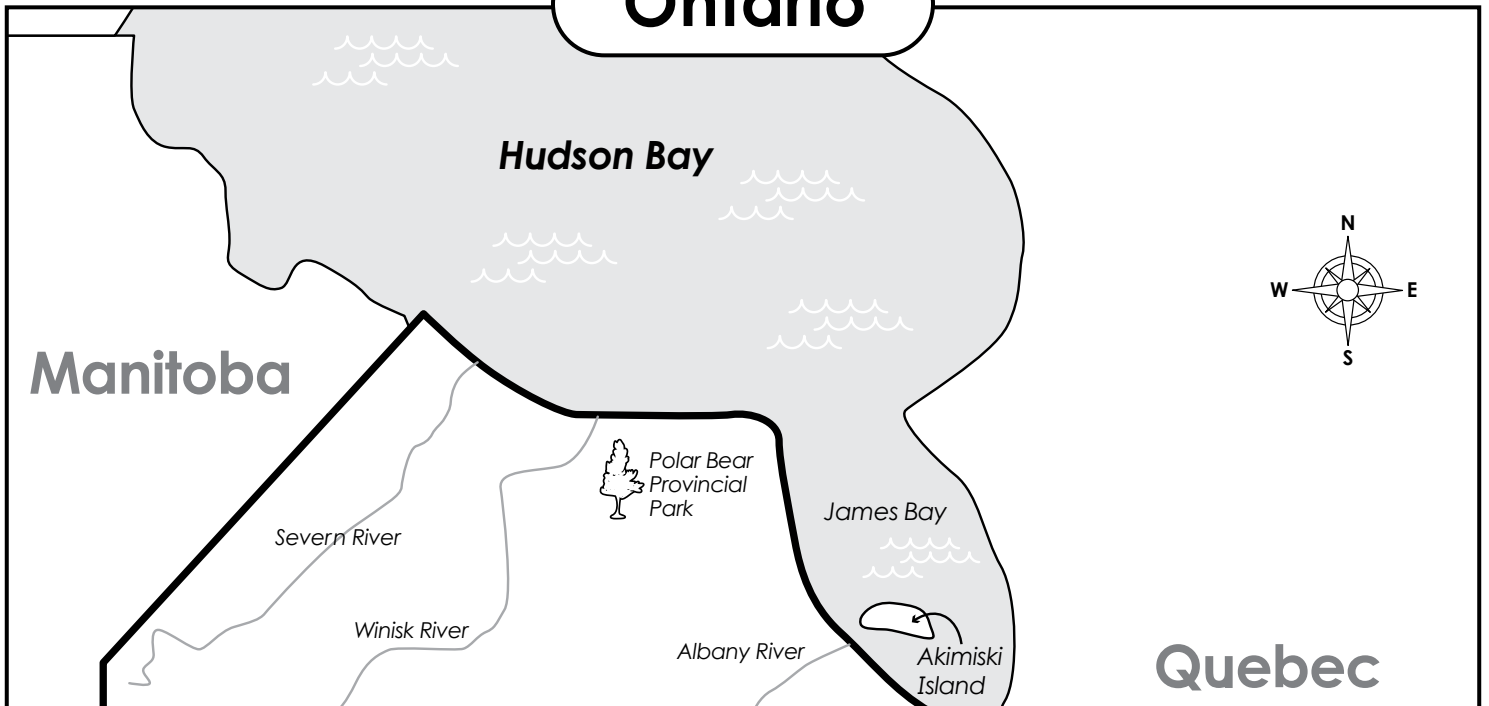 Ontario
Hudson Bay
N
W
E
S
Manitoba
Polar Bear
Provincial
Park
James Bay
Severn River
Winisk River
Albany River
Akimiski
Island
Quebec